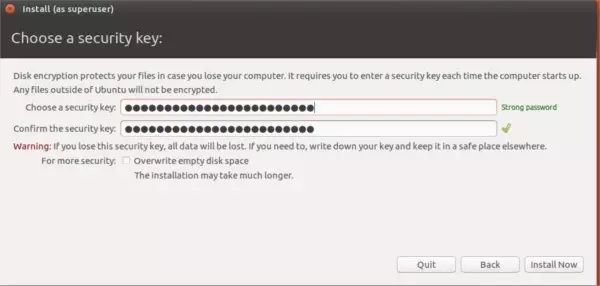 Install (as superuser)
Choose a security key:
Disk encryption protects your files in case you lose your computer. It requires you to enter a security key each time the computer starts up.
Any files outside of Ubuntu will not be encrypted.
Choose a security key: ●●●●●●●●●●●●●●●●●●●●●●●● Strong password
Confirm the security key: ●●●●●●●●●●●●●●●●●●●●●●●●
Warning: If you lose this security key, all data will be lost. If you need to, write down your key and keep it in a safe place elsewhere.
For more security: Overwrite empty disk space
The installation may take much longer.
Quit Back Install Now